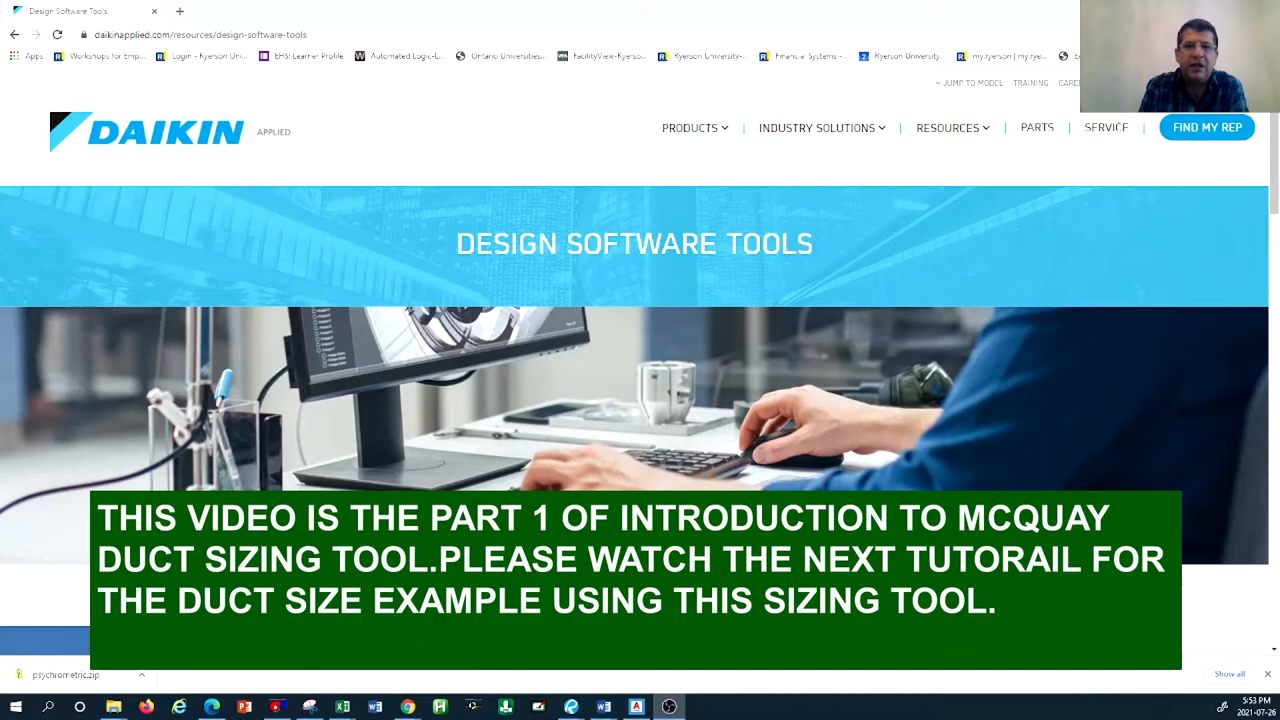 Design Software Tools
daikinapplied.com/resources/design-software-tools
Apps Workshops for Emp... Login - Ryerson Uni... EHS: Learner Profile Automated Logic-L... Ontario Universities... FacilityView-Ryerso... Ryerson University-... Financial Systems -... Ryerson University... my.ryerson | my.rye...
JUMP TO MODEL TRAINING
DAIKIN APPLIED
PRODUCTS INDUSTRY SOLUTIONS RESOURCES PARTS SERVICE FIND MY REP
DESIGN SOFTWARE TOOLS
THIS VIDEO IS THE PART 1 OF INTRODUCTION TO MCQUAY
DUCT SIZING TOOL.PLEASE WATCH THE NEXT TUTORAIL FOR
THE DUCT SIZE EXAMPLE USING THIS SIZING TOOL.
psychrometric.zip Show all
5:53 PM
2021-07-26